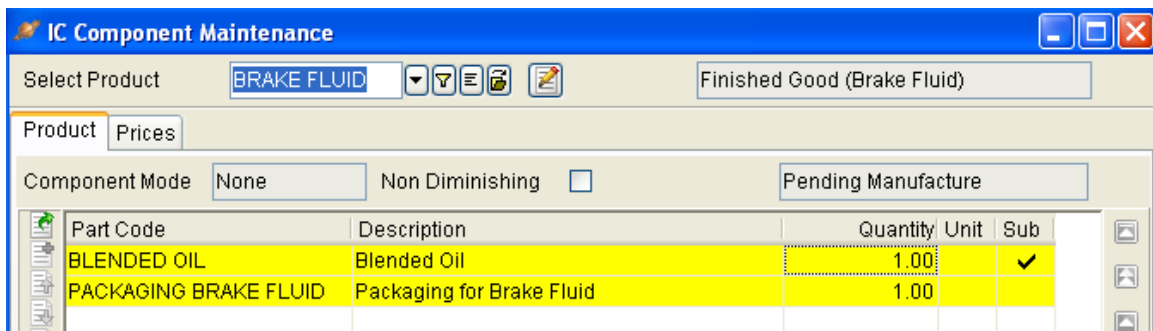 IC Component Maintenance
Select Product BRAKE FLUID Finished Good (Brake Fluid)
Product Prices
Component Mode None Non Diminishing Pending Manufacture
Part Code Description Quantity Unit Sub
BLENDED OIL Blended Oil 1.00
PACKAGING BRAKE FLUID Packaging for Brake Fluid 1.00